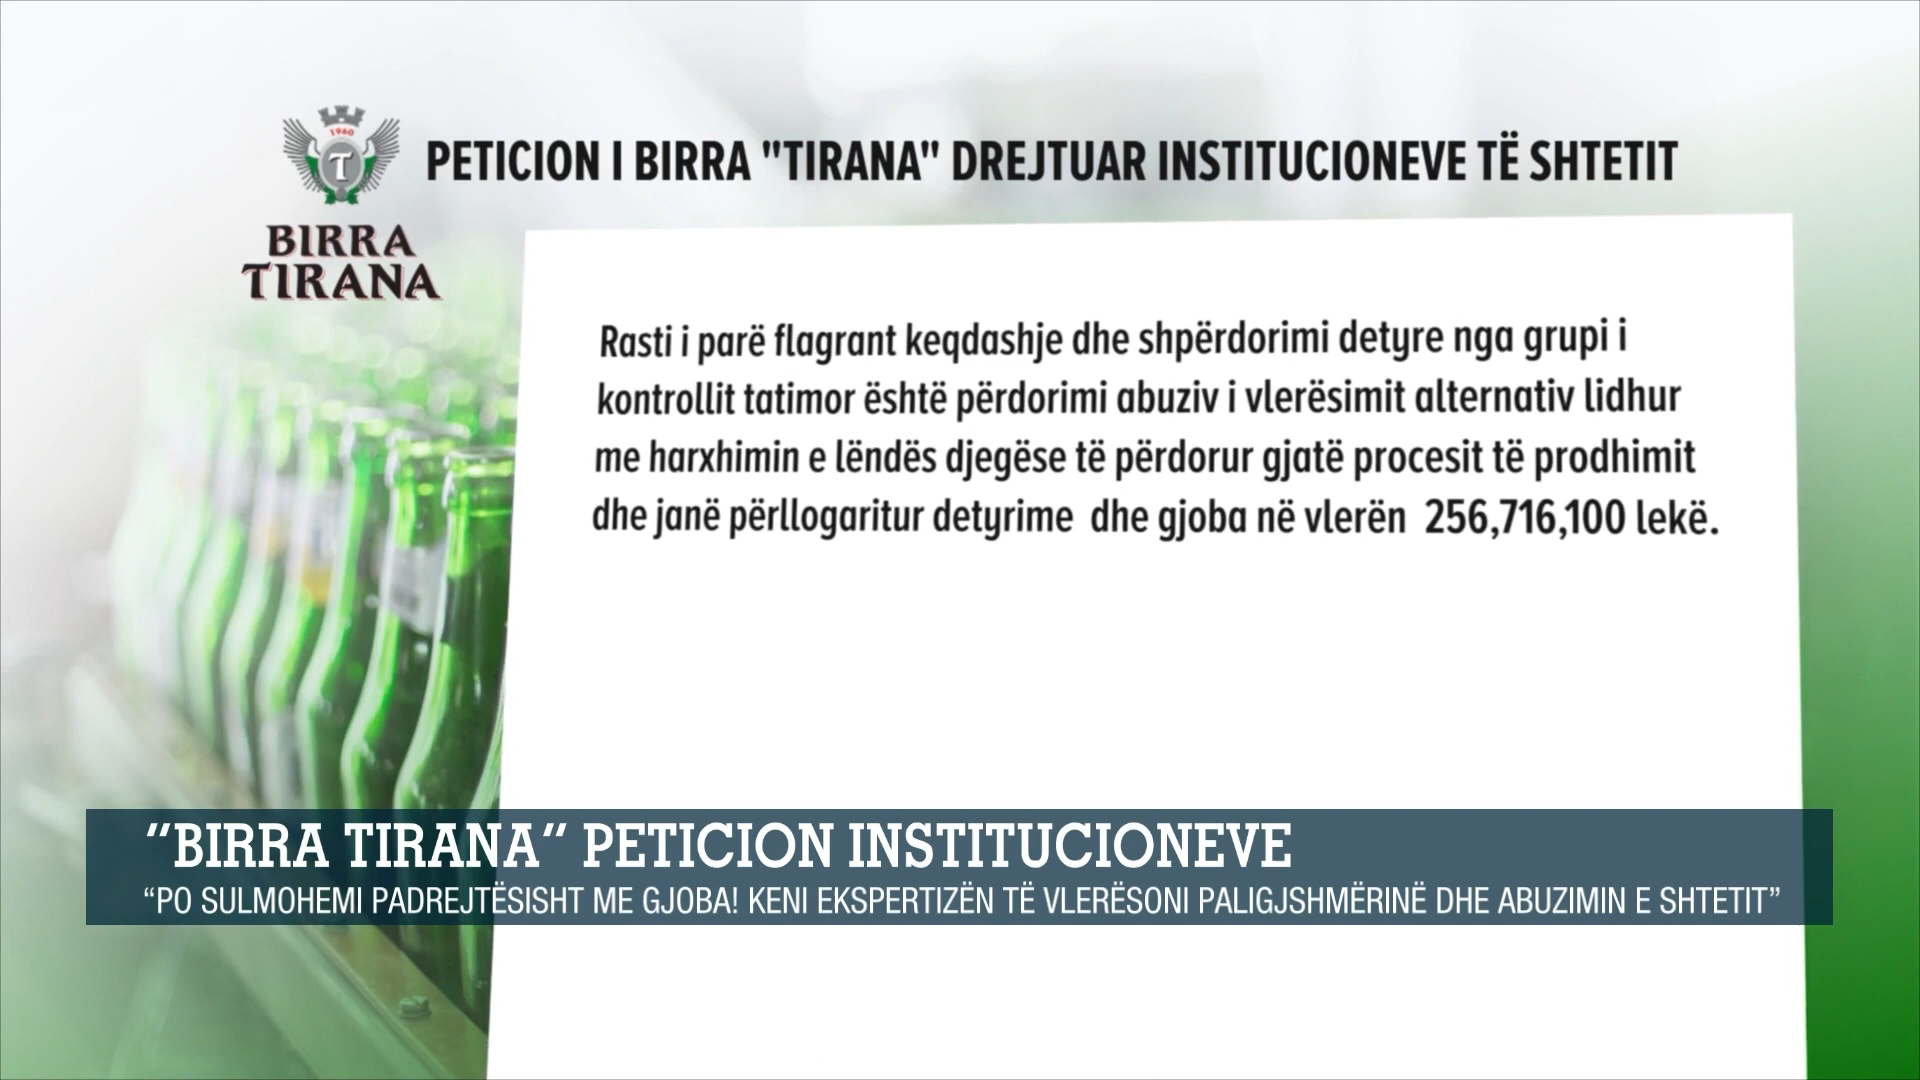 1960
T
BIRRA
TIRANA
PETICION I BIRRA "TIRANA" DREJTUAR INSTITUCIONEVE TË SHTETIT
Rasti i parë flagrant keqdashje dhe shpërdorimi detyre nga grupi i
kontrollit tatimor është përdorimi abuziv i vlerësimit alternativ lidhur
me harxhimin e lëndës djegëse të përdorur gjatë procesit të prodhimit
dhe janë përllogaritur detyrime dhe gjoba në vlerën 256,716,100 lekë.
“BIRRA TIRANA” PETICION INSTITUCIONEVE
“PO SULMOHEMI PADREJTËSISHT ME GJOBA! KENI EKSPERTIZËN TË VLERËSONI PALIGJSHMËRINË DHE ABUZIMIN E SHTETIT”